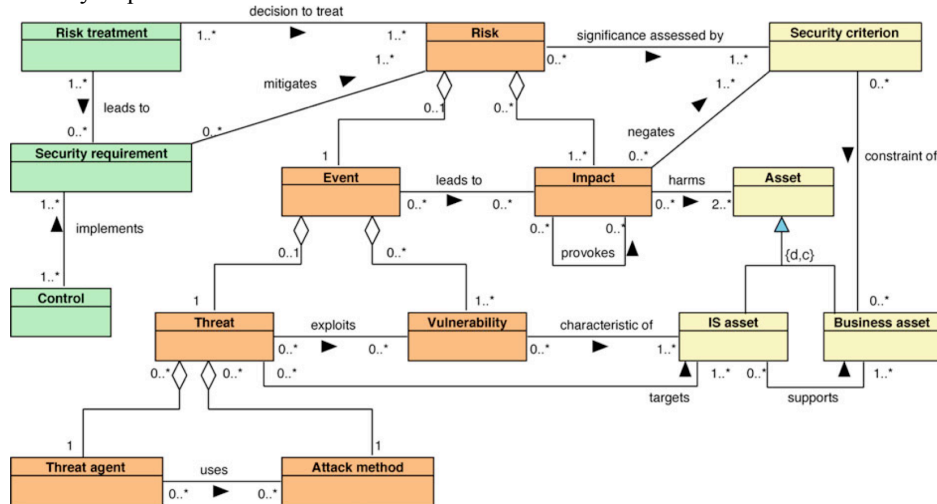 decision to treat
Risk treatment
Risk
Security criterion
1..*
1..*
significance assessed by
0..*
1..*
1..*
1..*
0..*
mitigates
1..*
leads to
0..1
0..*
0..*
0..*
negates
0..*
constraint of
Security requirement
1
1..*
Event
leads to
Impact
harms
Asset
1..*
0..*
0..*
0..*
2..*
implements
0..*
0..*
provokes
0..1
0..*
{d,c}
1..*
Control
1
1..*
0..*
Threat
exploits
Vulnerability
characteristic of
IS asset
Business asset
0..*
0..*
0..*
1..*
0..*
0..*
0..*
1..*
0..*
1..*
targets
supports
1
1
Threat agent
uses
Attack method
0..*
0..*